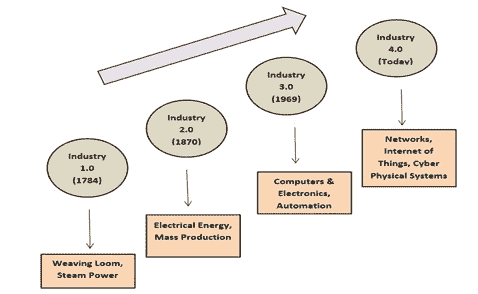 Industry
1.0
(1784)
Weaving Loom,
Steam Power
Industry
2.0
(1870)
Electrical Energy,
Mass Production
Industry
3.0
(1969)
Computers &
Electronics,
Automation
Industry
4.0
(Today)
Networks,
Internet of
Things, Cyber
Physical Systems